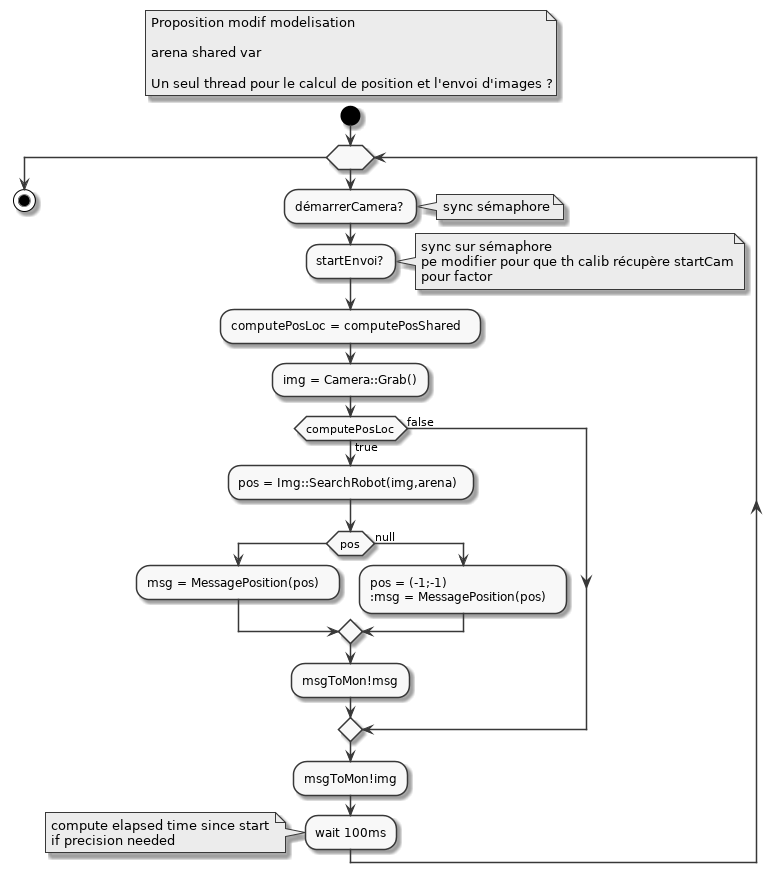 Proposition modif modelisation
arena shared var
Un seul thread pour le calcul de position et l'envoi d'images ?
démarrerCamera?
sync sémaphore
startEnvoi?
sync sur sémaphore
pe modifier pour que th calib récupère startCam
pour factor
computePosLoc = computePosShared
img = Camera::Grab()
computePosLoc
false
true
pos = Img::SearchRobot(img,arena)
pos
null
msg = MessagePosition(pos)
pos = (-1;-1)
:msg = MessagePosition(pos)
msgToMon!msg
msgToMon!img
compute elapsed time since start
if precision needed
wait 100ms